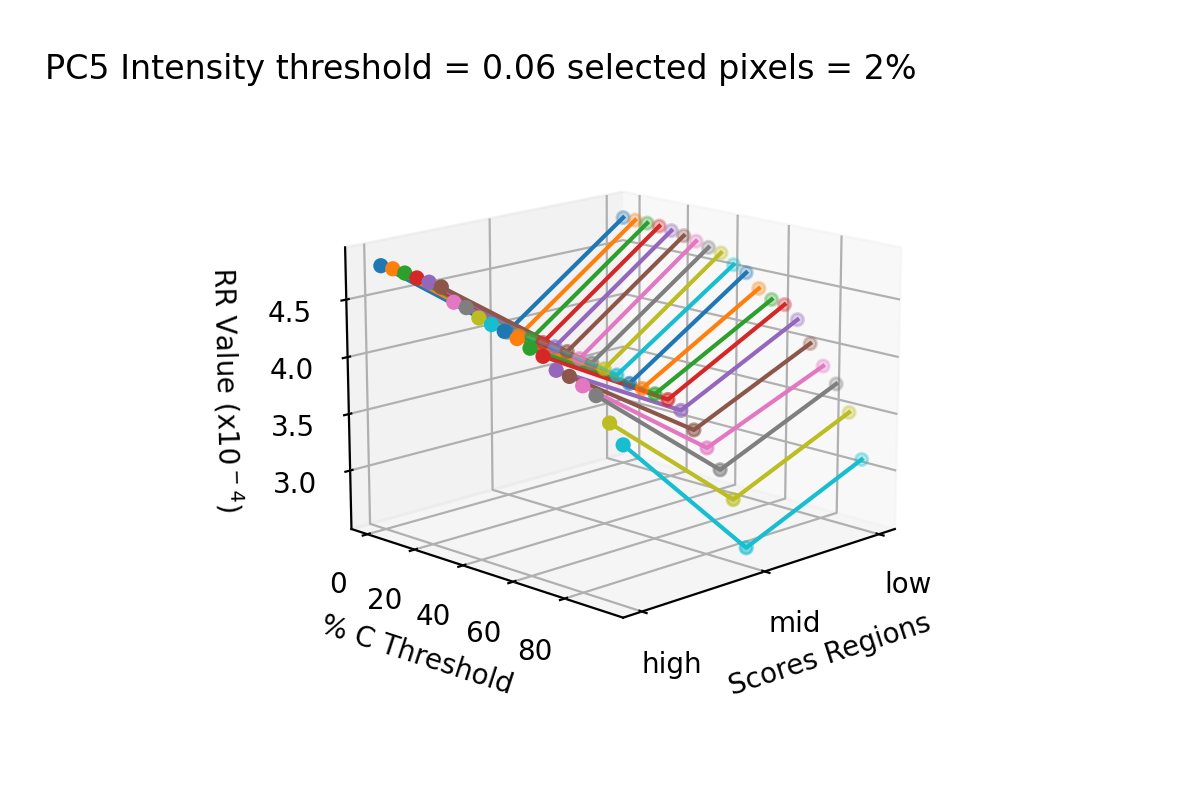 PC5 Intensity threshold = 0.06 selected pixels = 2%
RR Value (x10⁻⁴)
4.5
4.0
3.5
3.0
0
20
40
60
80
% C Threshold
high
mid
low
Scores Regions